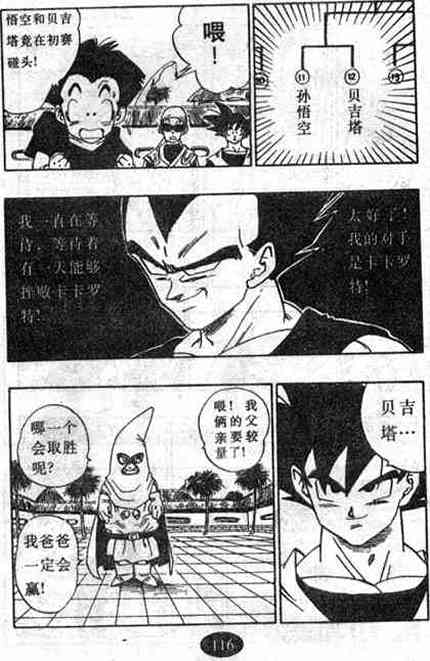 ⑪ ⑫ ⑬
孙悟空
贝吉塔
喂！
悟空和贝吉
塔竟在初赛
碰头！
太好了！
我的对手
是卡卡罗
特！
我一直在等
待，等待着
有一天能够
挫败卡卡罗
特！
贝吉
塔…
喂！我
俩的父
亲要较
量了！
哪一个
会取胜
呢？
我爸爸
一定会
赢！
116